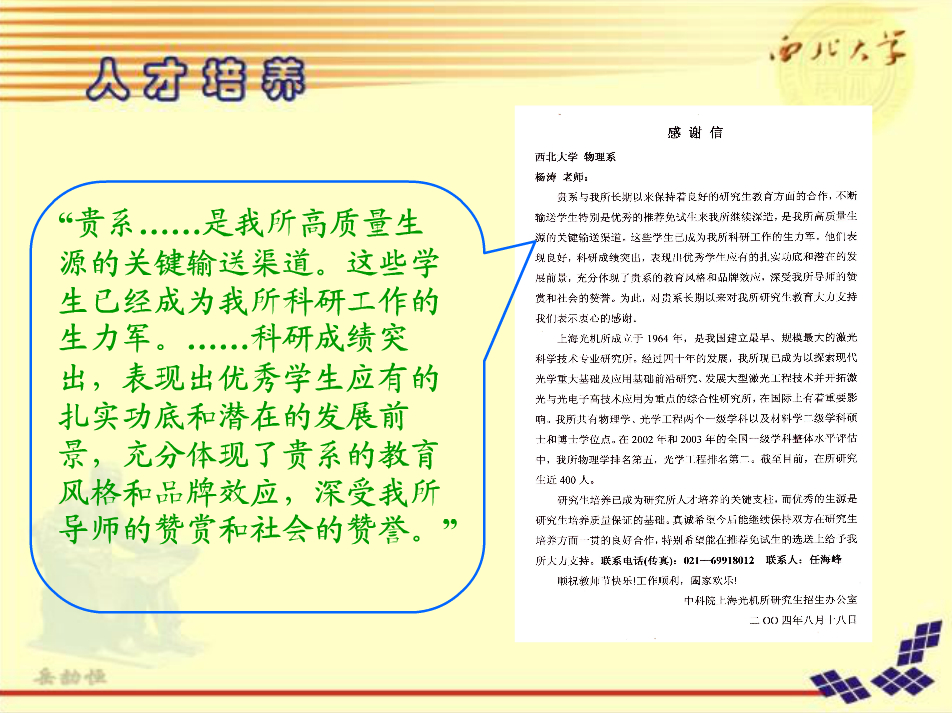 西北大学
人才培养
“贵系……是我所高质量生
源的关键输送渠道。这些学
生已经成为我所科研工作的
生力军。……科研成绩突
出，表现出优秀学生应有的
扎实功底和潜在的发展前
景，充分体现了贵系的教育
风格和品牌效应，深受我所
导师的赞赏和社会的赞誉。”
感谢信
西北大学 物理系
杨涛 老师：
贵系与我所长期以来保持着良好的研究生教育方面的合作，不断
输送学生特别是优秀的推荐免试生来我所继续深造，是我所高质量生
源的关键输送渠道，这些学生已成为我所科研工作的生力军。他们表
现良好，科研成绩突出，表现出优秀学生应有的扎实功底和潜在的发
展前景，充分体现了贵系的教育风格和品牌效应，深受我所导师的赞
赏和社会的赞誉。为此，对贵系长期以来对我所研究生教育大力支持
我们表示衷心的感谢。
上海光机所成立于 1964 年，是我国建立最早、规模最大的激光
科学技术专业研究所，经过四十年的发展，我所现已成为以探索现代
光学重大基础及应用基础前沿研究、发展大型激光工程技术并开拓激
光与光电子高技术应用为重点的综合性研究所，在国际上有着重要影
响。我所共有物理学、光学工程两个一级学科以及材料学二级学科硕
士和博士学位点。在 2002 年和 2003 年的全国一级学科整体水平评估
中，我所物理学排名第五，光学工程排名第二。截至目前，在所研究
生近 400 人。
研究生培养已成为研究所人才培养的关键支柱，而优秀的生源是
研究生培养质量保证的基础。真诚希望今后能继续保持双方在研究生
培养方面一贯的良好合作，特别希望能在推荐免试生的选送上给予我
所大力支持。联系电话(传真)：021—69918012 联系人：任海峰
顺祝教师节快乐!工作顺利，阖家欢乐!
中科院上海光机所研究生招生办公室
二〇〇四年八月十八日
岳劼恒